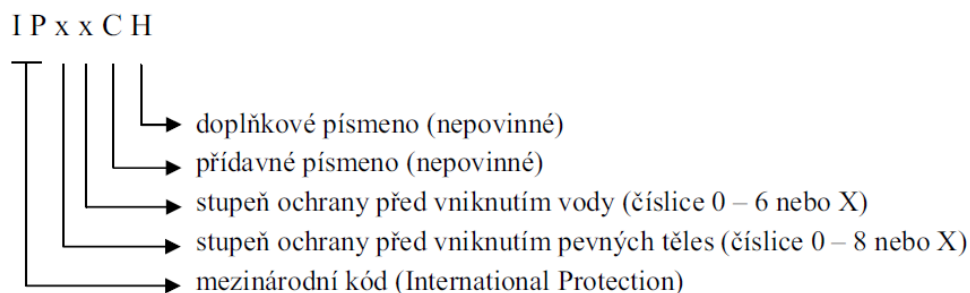 I P x x C H
doplňkové písmeno (nepovinné)
přídavné písmeno (nepovinné)
stupeň ochrany před vniknutím vody (číslice 0 – 6 nebo X)
stupeň ochrany před vniknutím pevných těles (číslice 0 – 8 nebo X)
mezinárodní kód (International Protection)